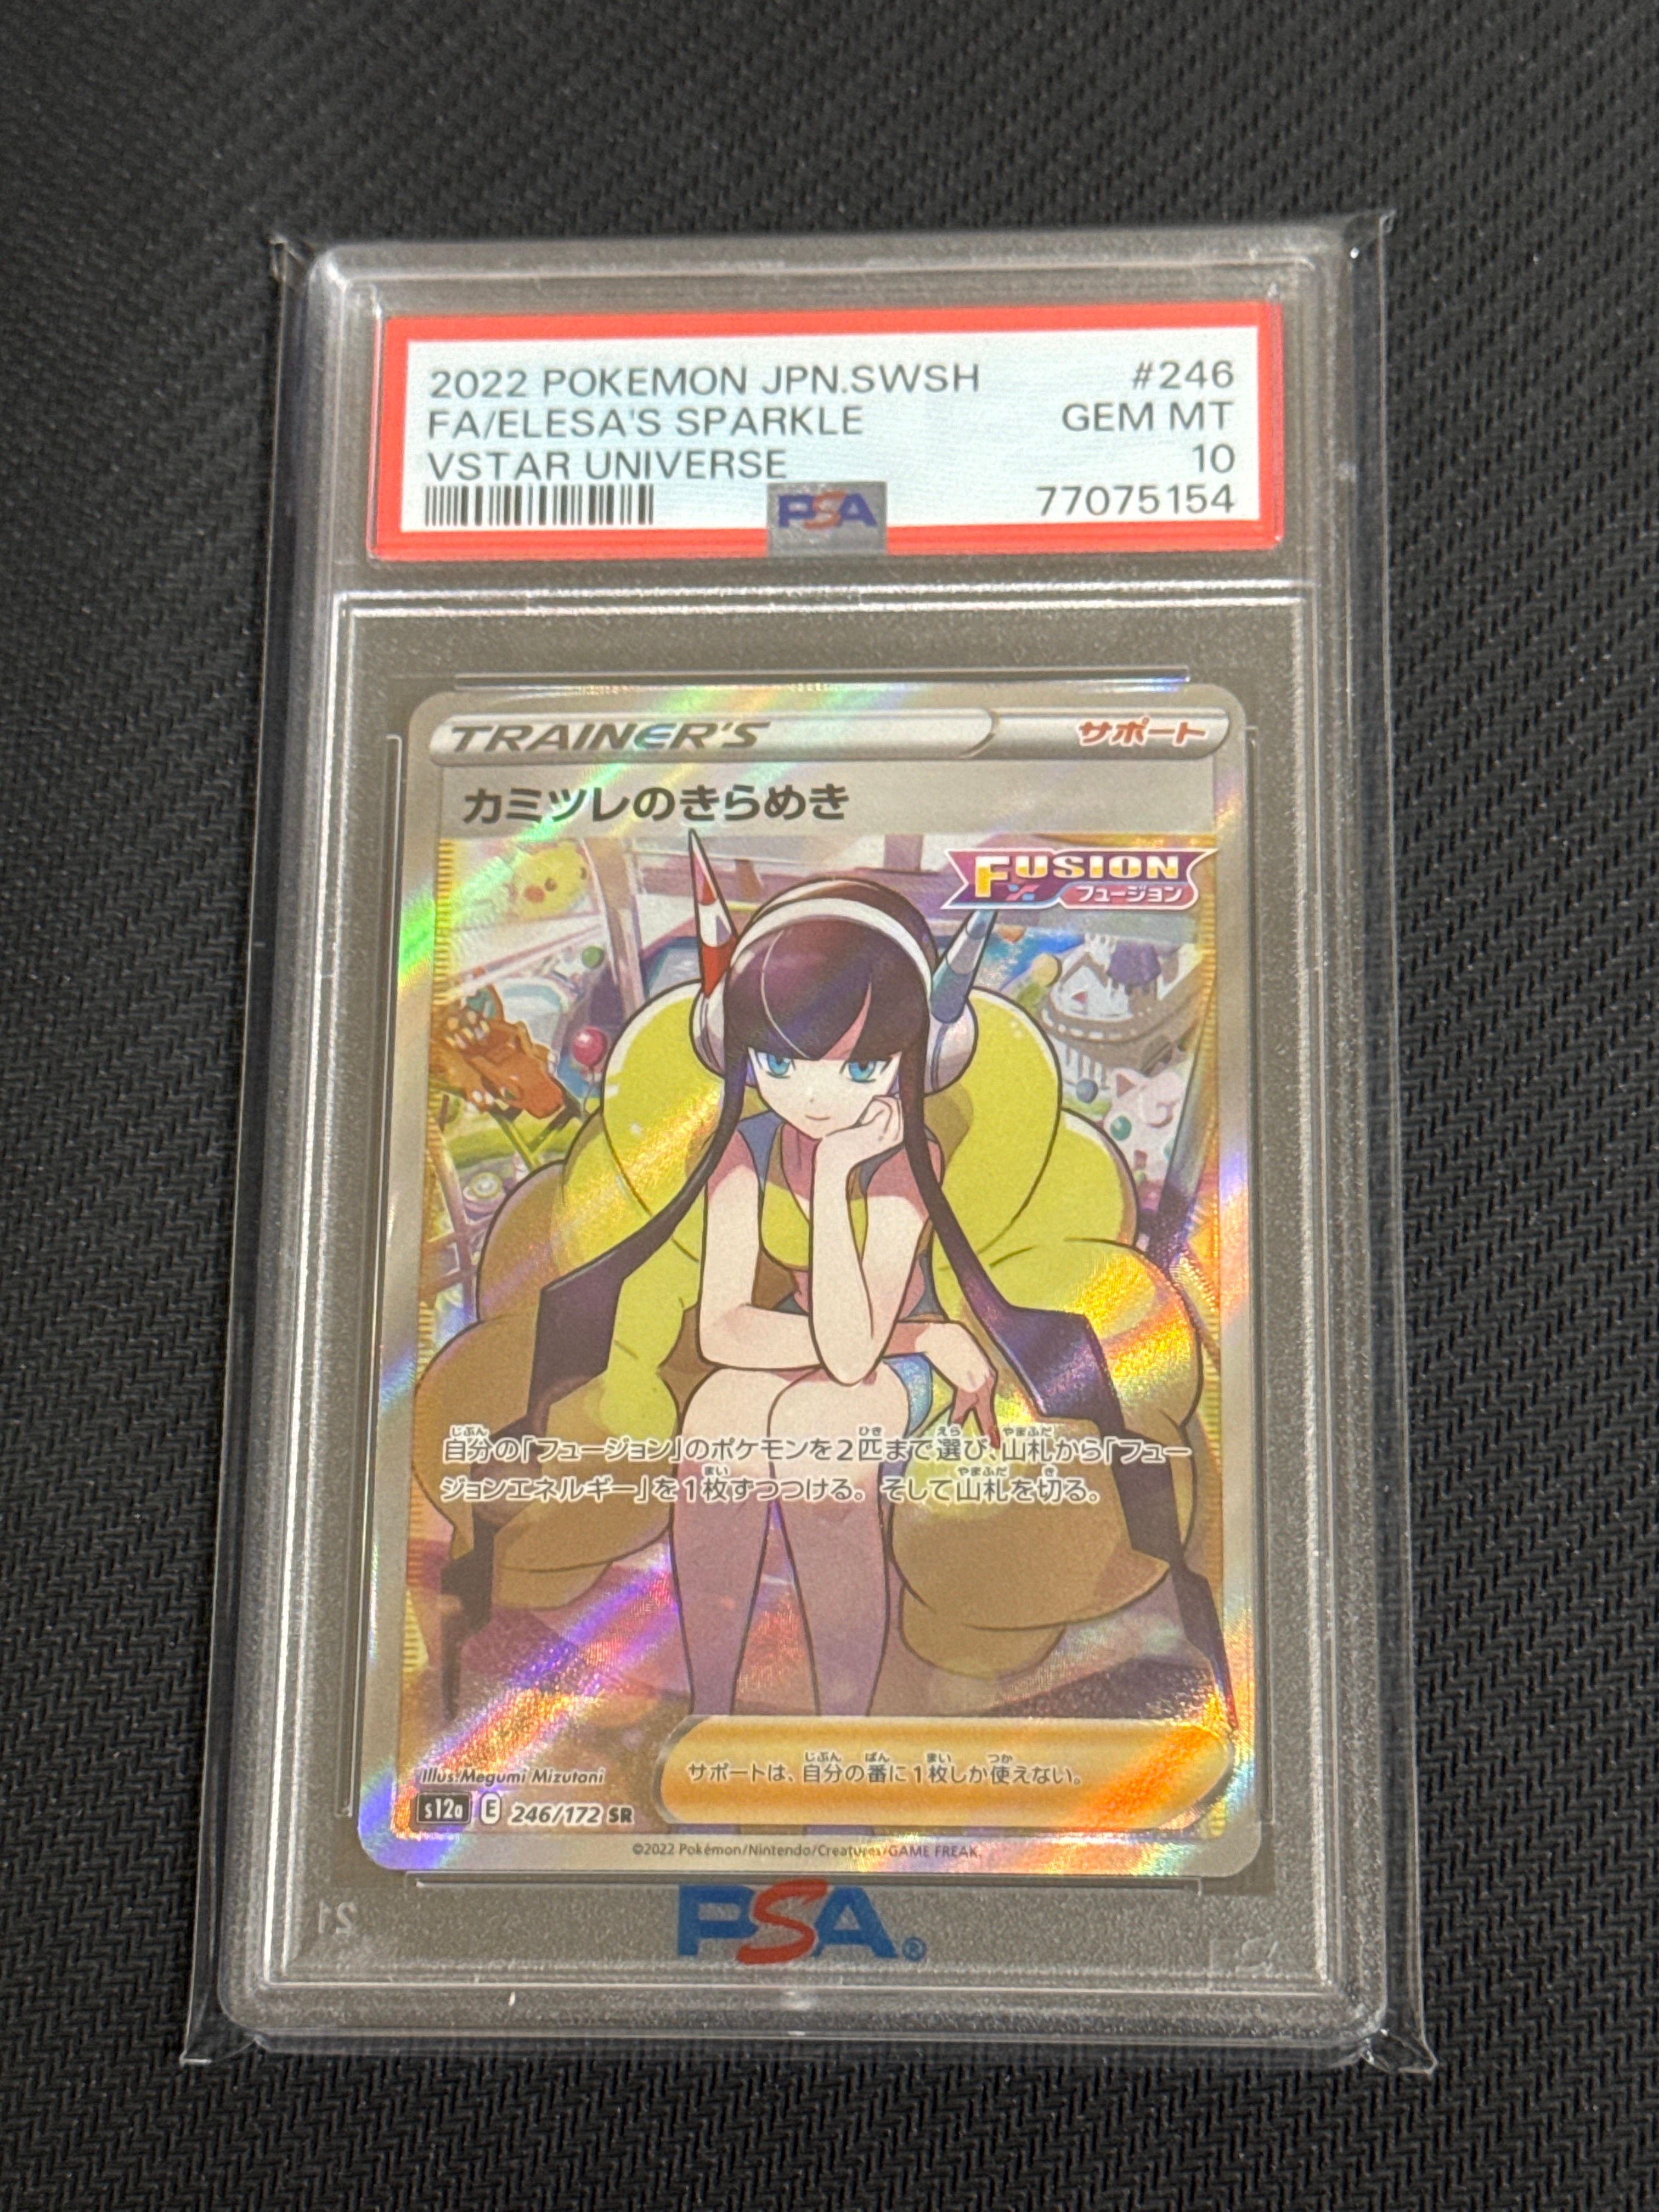 2022 POKEMON JPN.SWSH #246
FA/ELESA'S SPARKLE GEM MT
VSTAR UNIVERSE 10
77075154
PSA
TRAINER'S サポート
カミツレのきらめき
FUSION
フュージョン
自分の「フュージョン」のポケモンを2匹まで選び、山札から「フュー
ジョンエネルギー」を1枚ずつつける。そして山札を切る。
サポートは、自分の番に1枚しか使えない。
Illus. Megumi Mizutani
s12a E 246/172 SR
©2022 Pokémon/Nintendo/Creatures/GAME FREAK.
PSA®